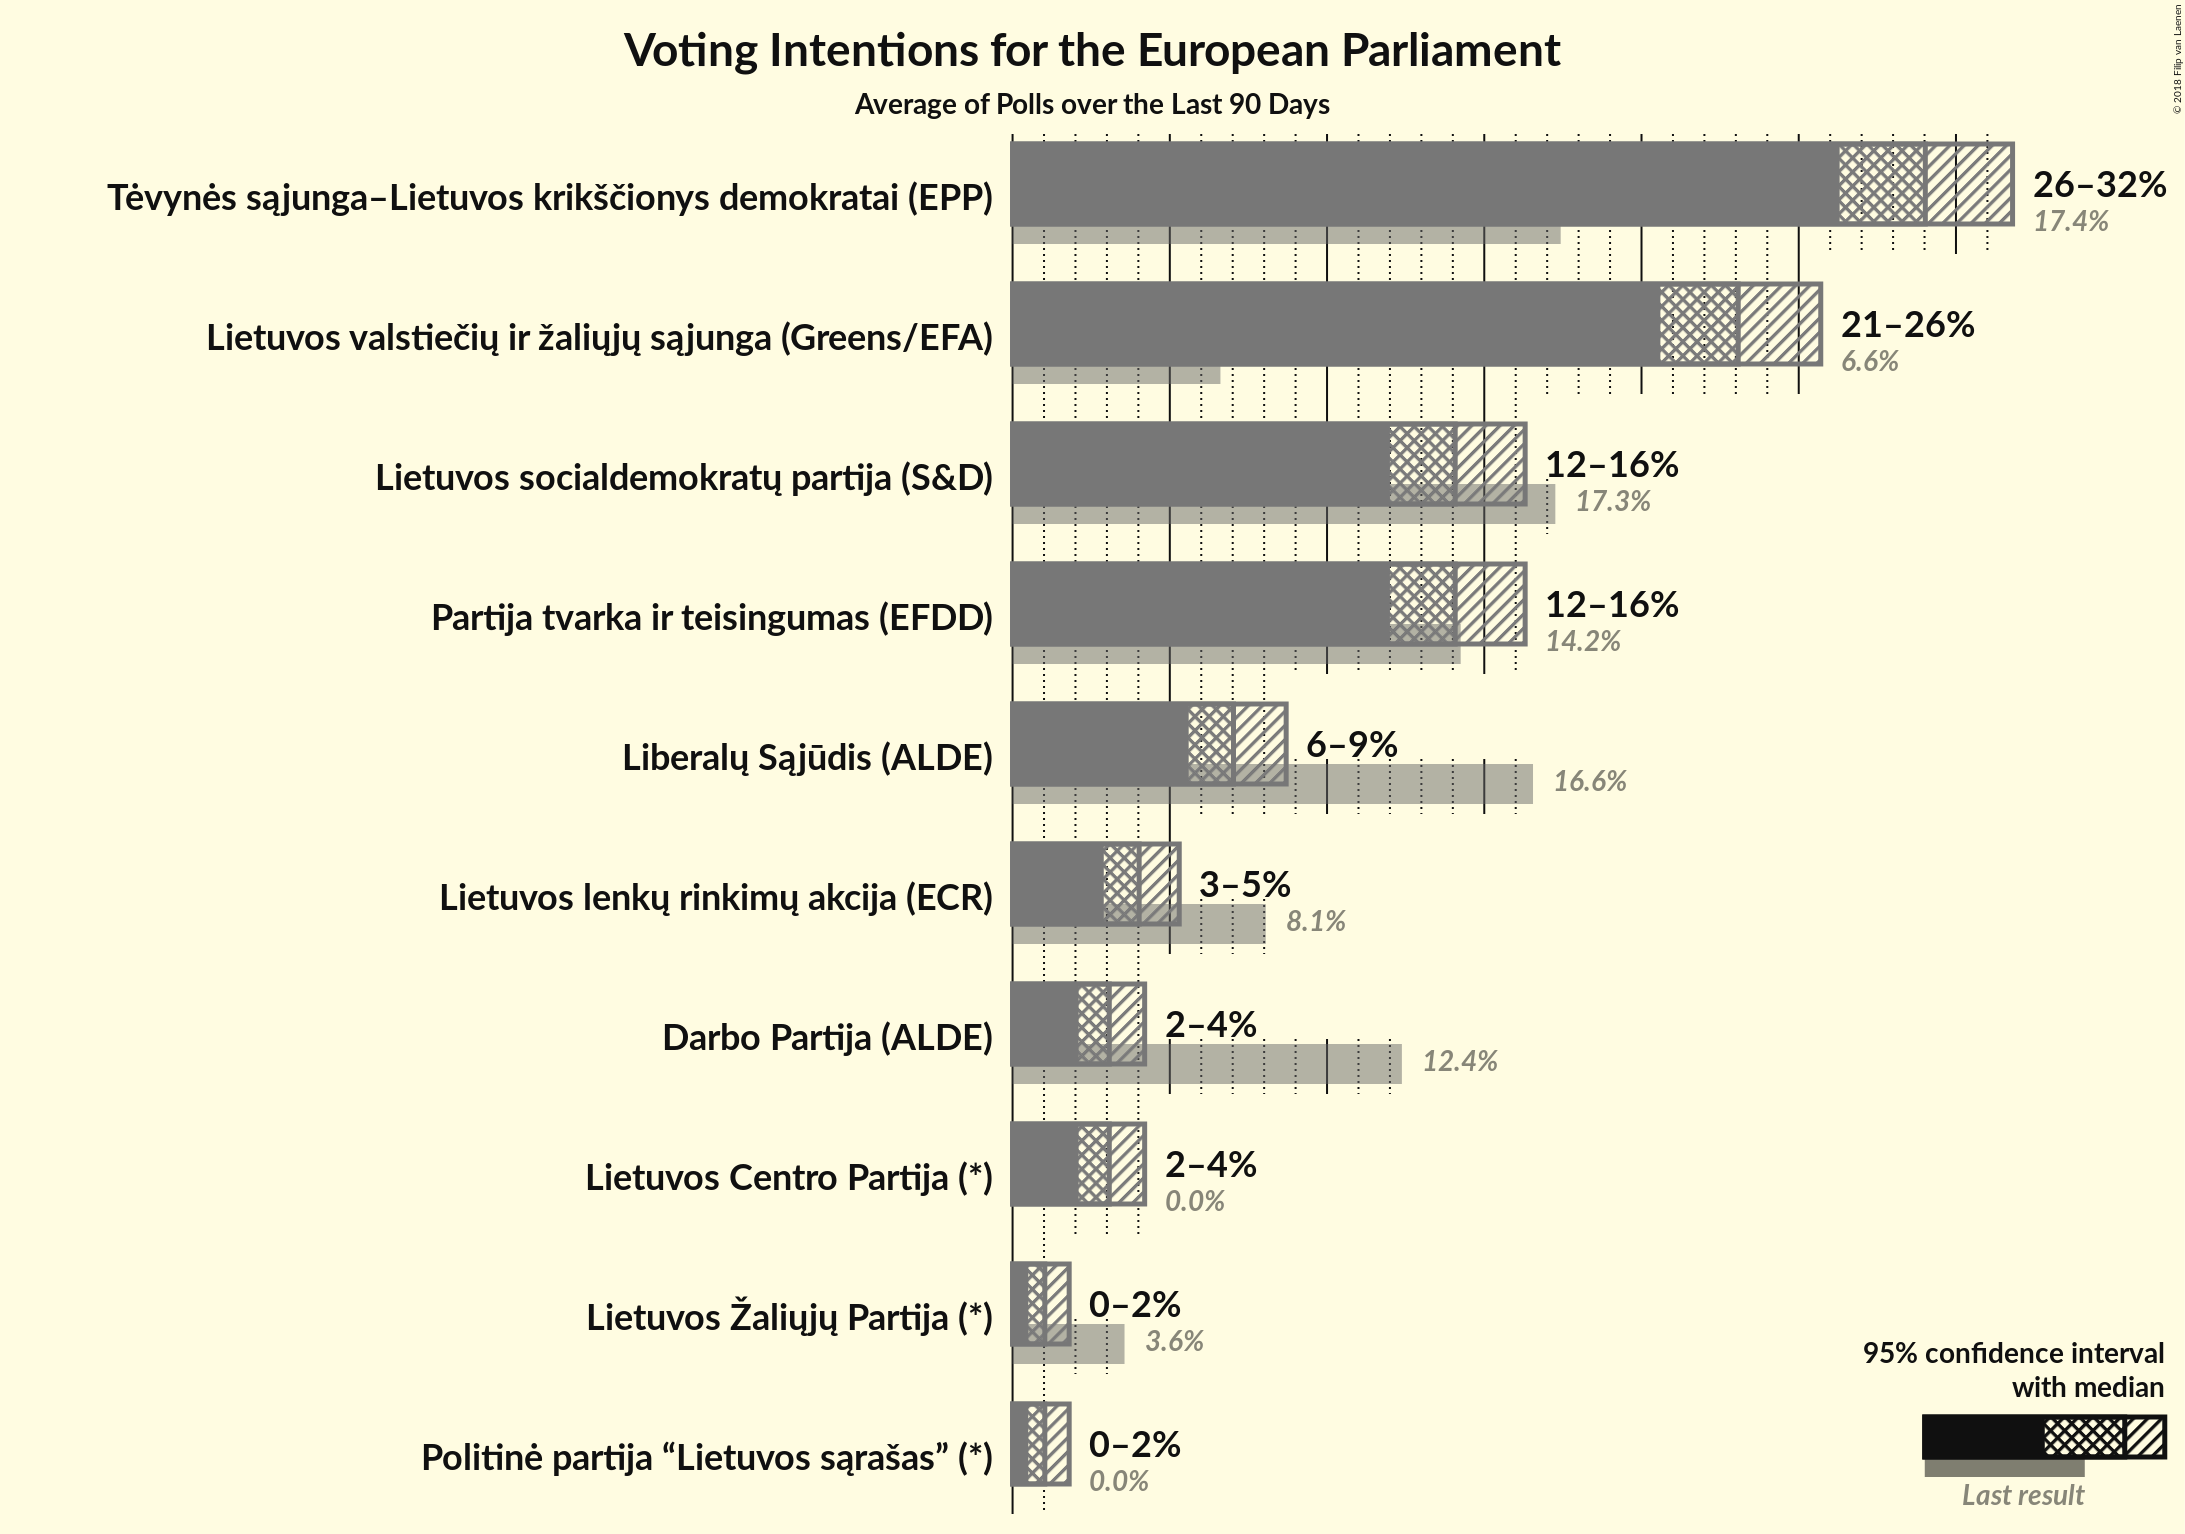 Voting Intentions for the European Parliament
Average of Polls over the Last 90 Days
© 2018 Filip van Laenen
Tėvynės sąjunga–Lietuvos krikščionys demokratai (EPP)
26–32%
17.4%
Lietuvos valstiečių ir žaliųjų sąjunga (Greens/EFA)
21–26%
6.6%
Lietuvos socialdemokratų partija (S&D)
12–16%
17.3%
Partija tvarka ir teisingumas (EFDD)
12–16%
14.2%
Liberalų Sąjūdis (ALDE)
6–9%
16.6%
Lietuvos lenkų rinkimų akcija (ECR)
3–5%
8.1%
Darbo Partija (ALDE)
2–4%
12.4%
Lietuvos Centro Partija (*)
2–4%
0.0%
Lietuvos Žaliųjų Partija (*)
0–2%
3.6%
Politinė partija “Lietuvos sąrašas” (*)
0–2%
0.0%
95% confidence interval
with median
Last result